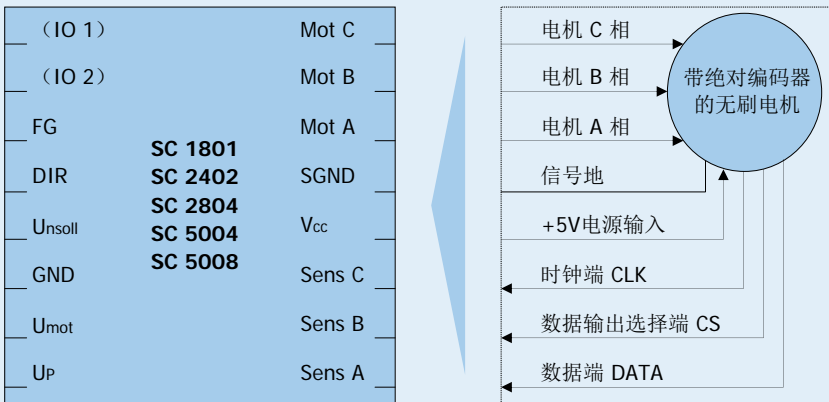 （IO 1）
Mot C
（IO 2）
Mot B
FG
Mot A
SC 1801
DIR
SC 2402
SGND
SC 2804
Unsoll
Vcc
SC 5004
SC 5008
GND
Sens C
Umot
Sens B
UP
Sens A
电机 C 相
电机 B 相
电机 A 相
信号地
+5V电源输入
时钟端 CLK
数据输出选择端 CS
数据端 DATA
带绝对编码器
的无刷电机